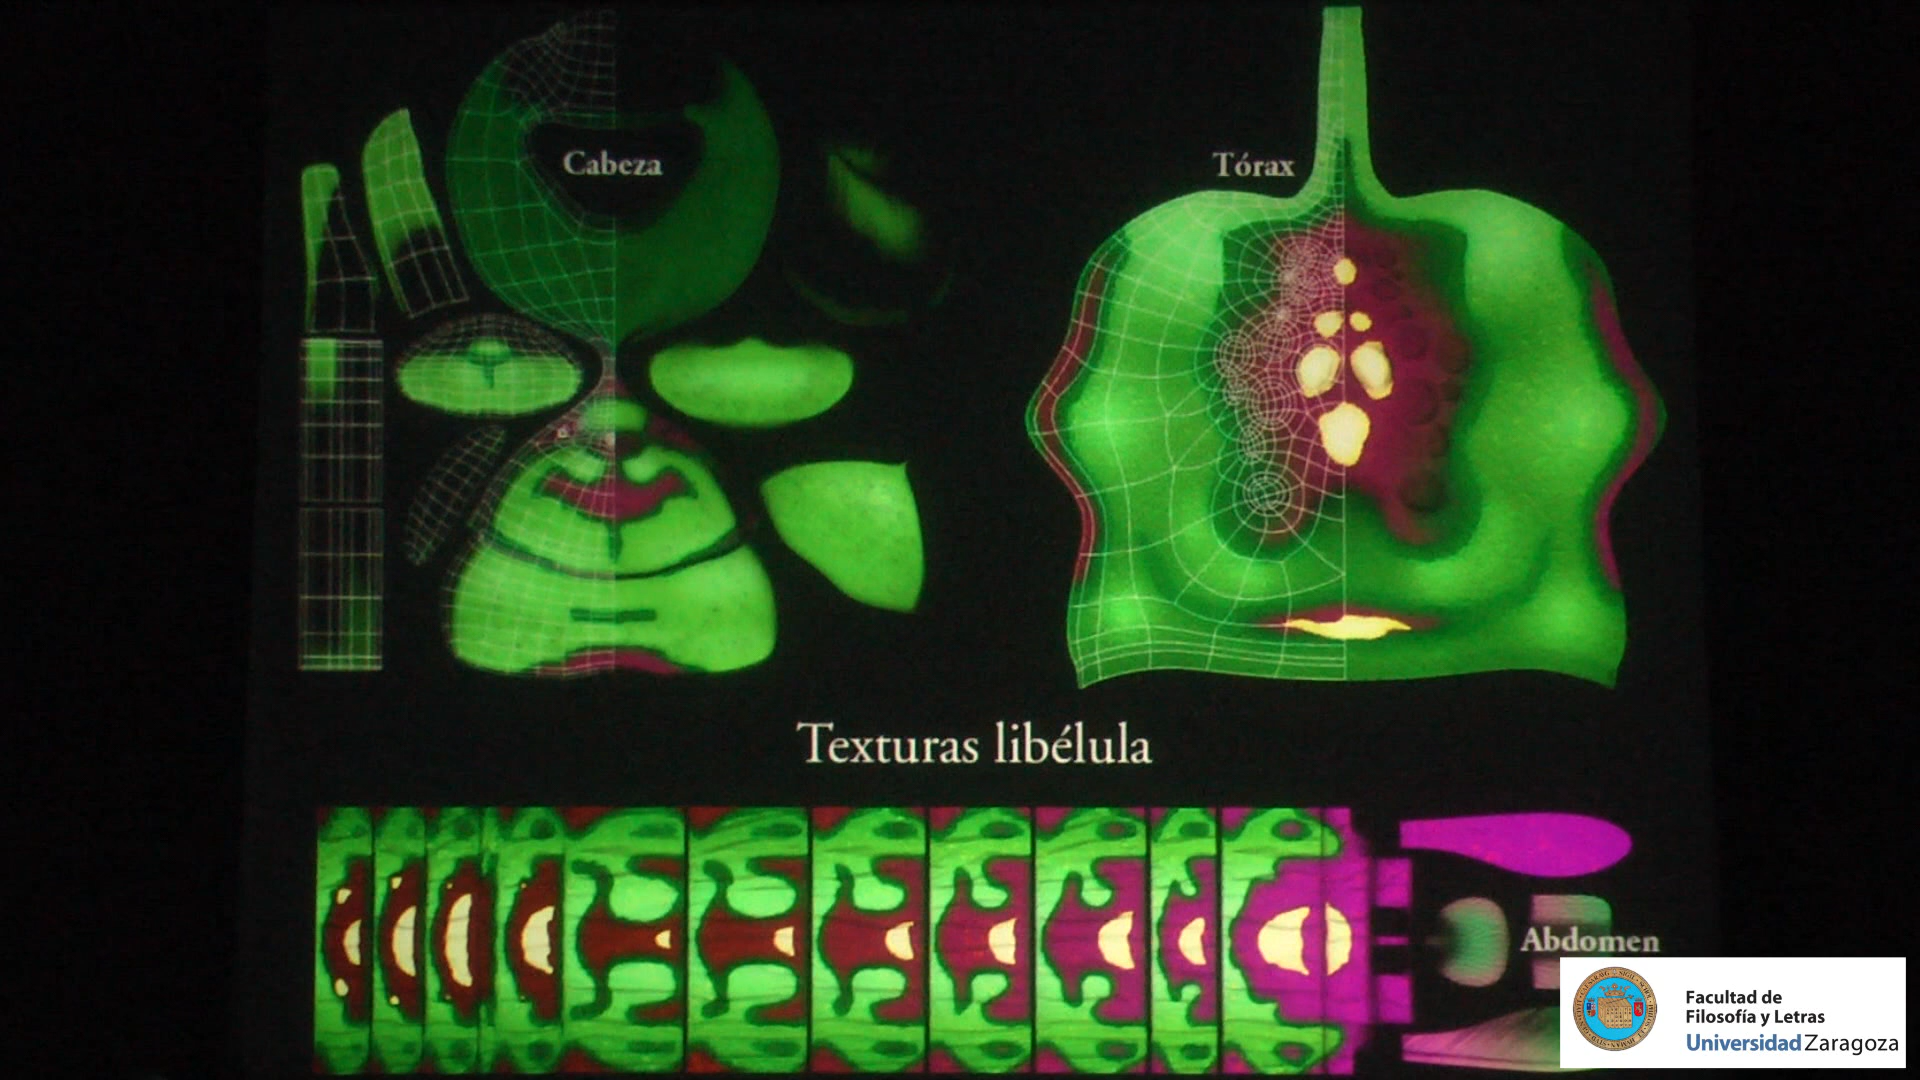 Cabeza
Tórax
Texturas libélula
Abdomen
Facultad de
Filosofía y Letras
Universidad Zaragoza